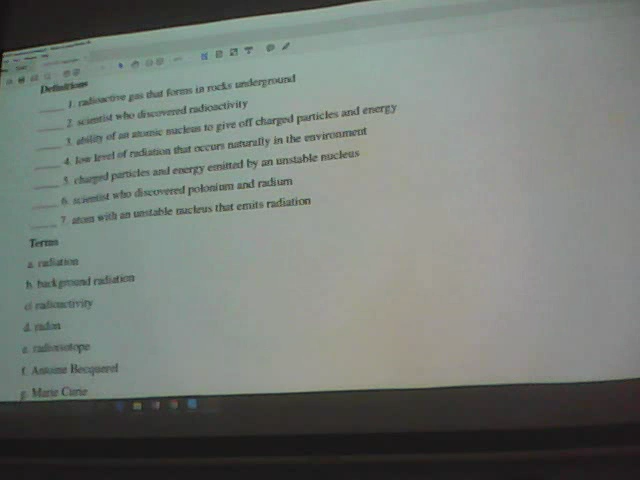 Definitions
_____ 1. radioactive gas that forms in rocks underground
_____ 2. scientist who discovered radioactivity
_____ 3. ability of an atomic nucleus to give off charged particles and energy
_____ 4. low level of radiation that occurs naturally in the environment
_____ 5. charged particles and energy emitted by an unstable nucleus
_____ 6. scientist who discovered polonium and radium
_____ 7. atom with an unstable nucleus that emits radiation
Terms
a. radiation
b. background radiation
c. radioactivity
d. radon
e. radioisotope
f. Antoine Becquerel
g. Marie Curie